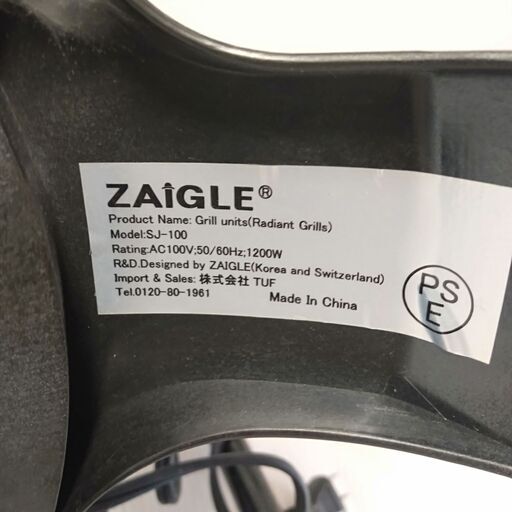 ZAiGLE®
Product Name: Grill units(Radiant Grills)
Model:SJ-100
Rating:AC100V;50/60Hz;1200W
R&D.Designed by ZAIGLE(Korea and Switzerland)
Import & Sales: 株式会社 TUF
Tel.0120-80-1961
Made In China
PS
E